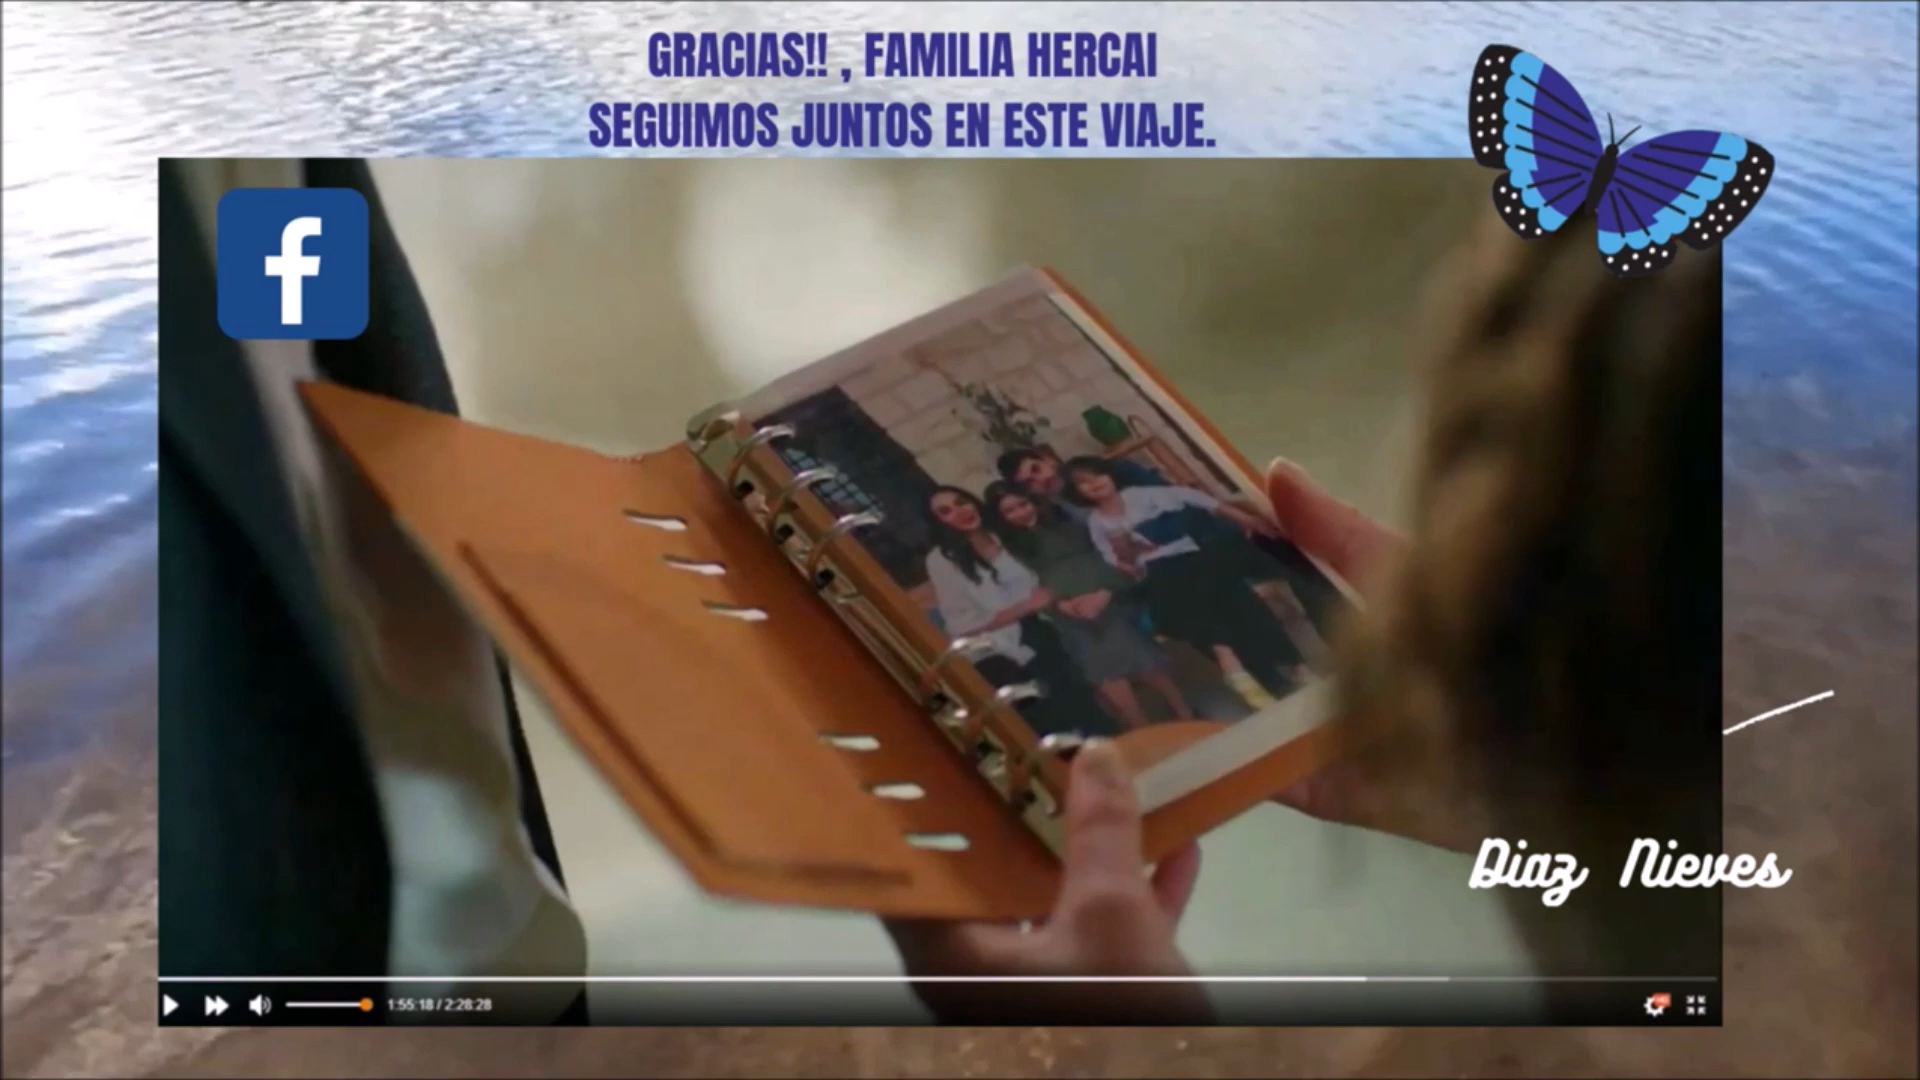 GRACIAS!! , FAMILIA HERCAI
SEGUIMOS JUNTOS EN ESTE VIAJE.
f
Diaz Nieves
1:55:18 / 2:28:28